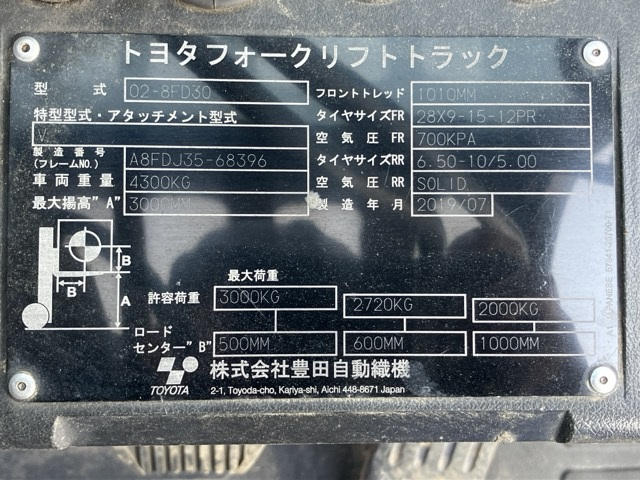 トヨタフォークリフトトラック
型 式 02-8FD30 フロントトレッド 1010MM
特型型式・アタッチメント型式 タイヤサイズFR 28X9-15-12PR
V 空気圧FR 700KPA
製造番号 (フレームNO.) A8FDJ35-68396 タイヤサイズRR 6.50-10/5.00
車両重量 4300KG 空気圧RR SOLID
最大揚高"A" 3000MM 製造年月 2019/07
B
B
A
最大荷重
許容荷重 3000KG 2720KG 2000KG
ロード
センター"B" 500MM 600MM 1000MM
TOYOTA 株式会社豊田自動織機
2-1, Toyoda-cho, Kariya-shi, Aichi 448-8671 Japan